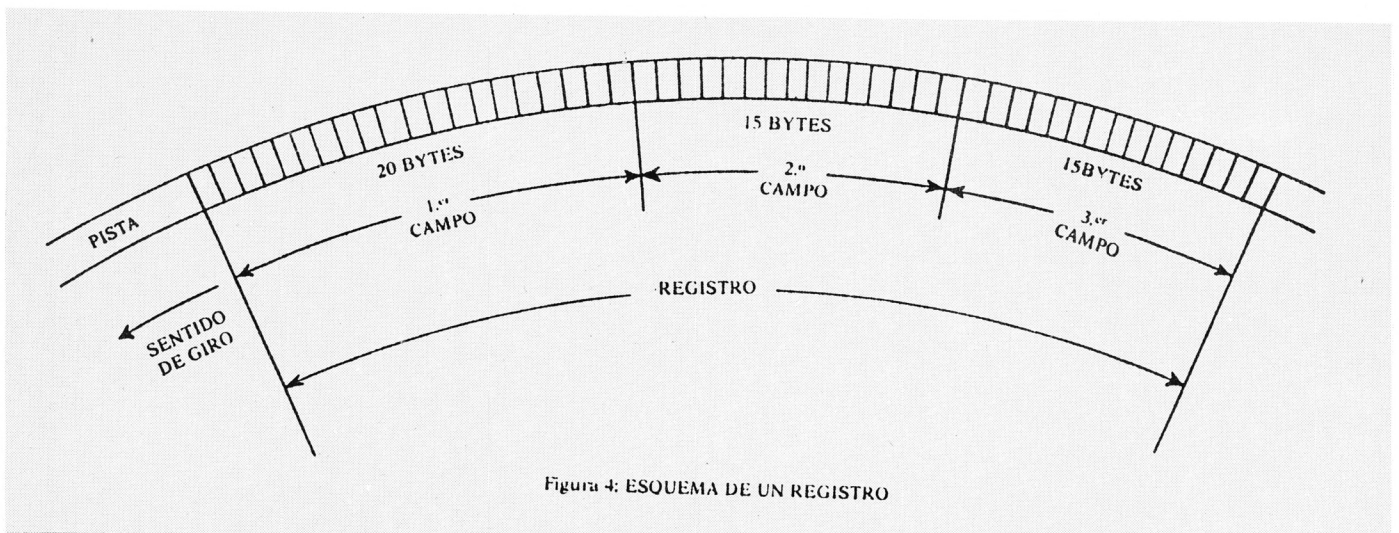 PISTA
20 BYTES
15 BYTES
15BYTES
1.er
CAMPO
2.º
CAMPO
3.er
CAMPO
REGISTRO
SENTIDO
DE GIRO
Figura 4: ESQUEMA DE UN REGISTRO